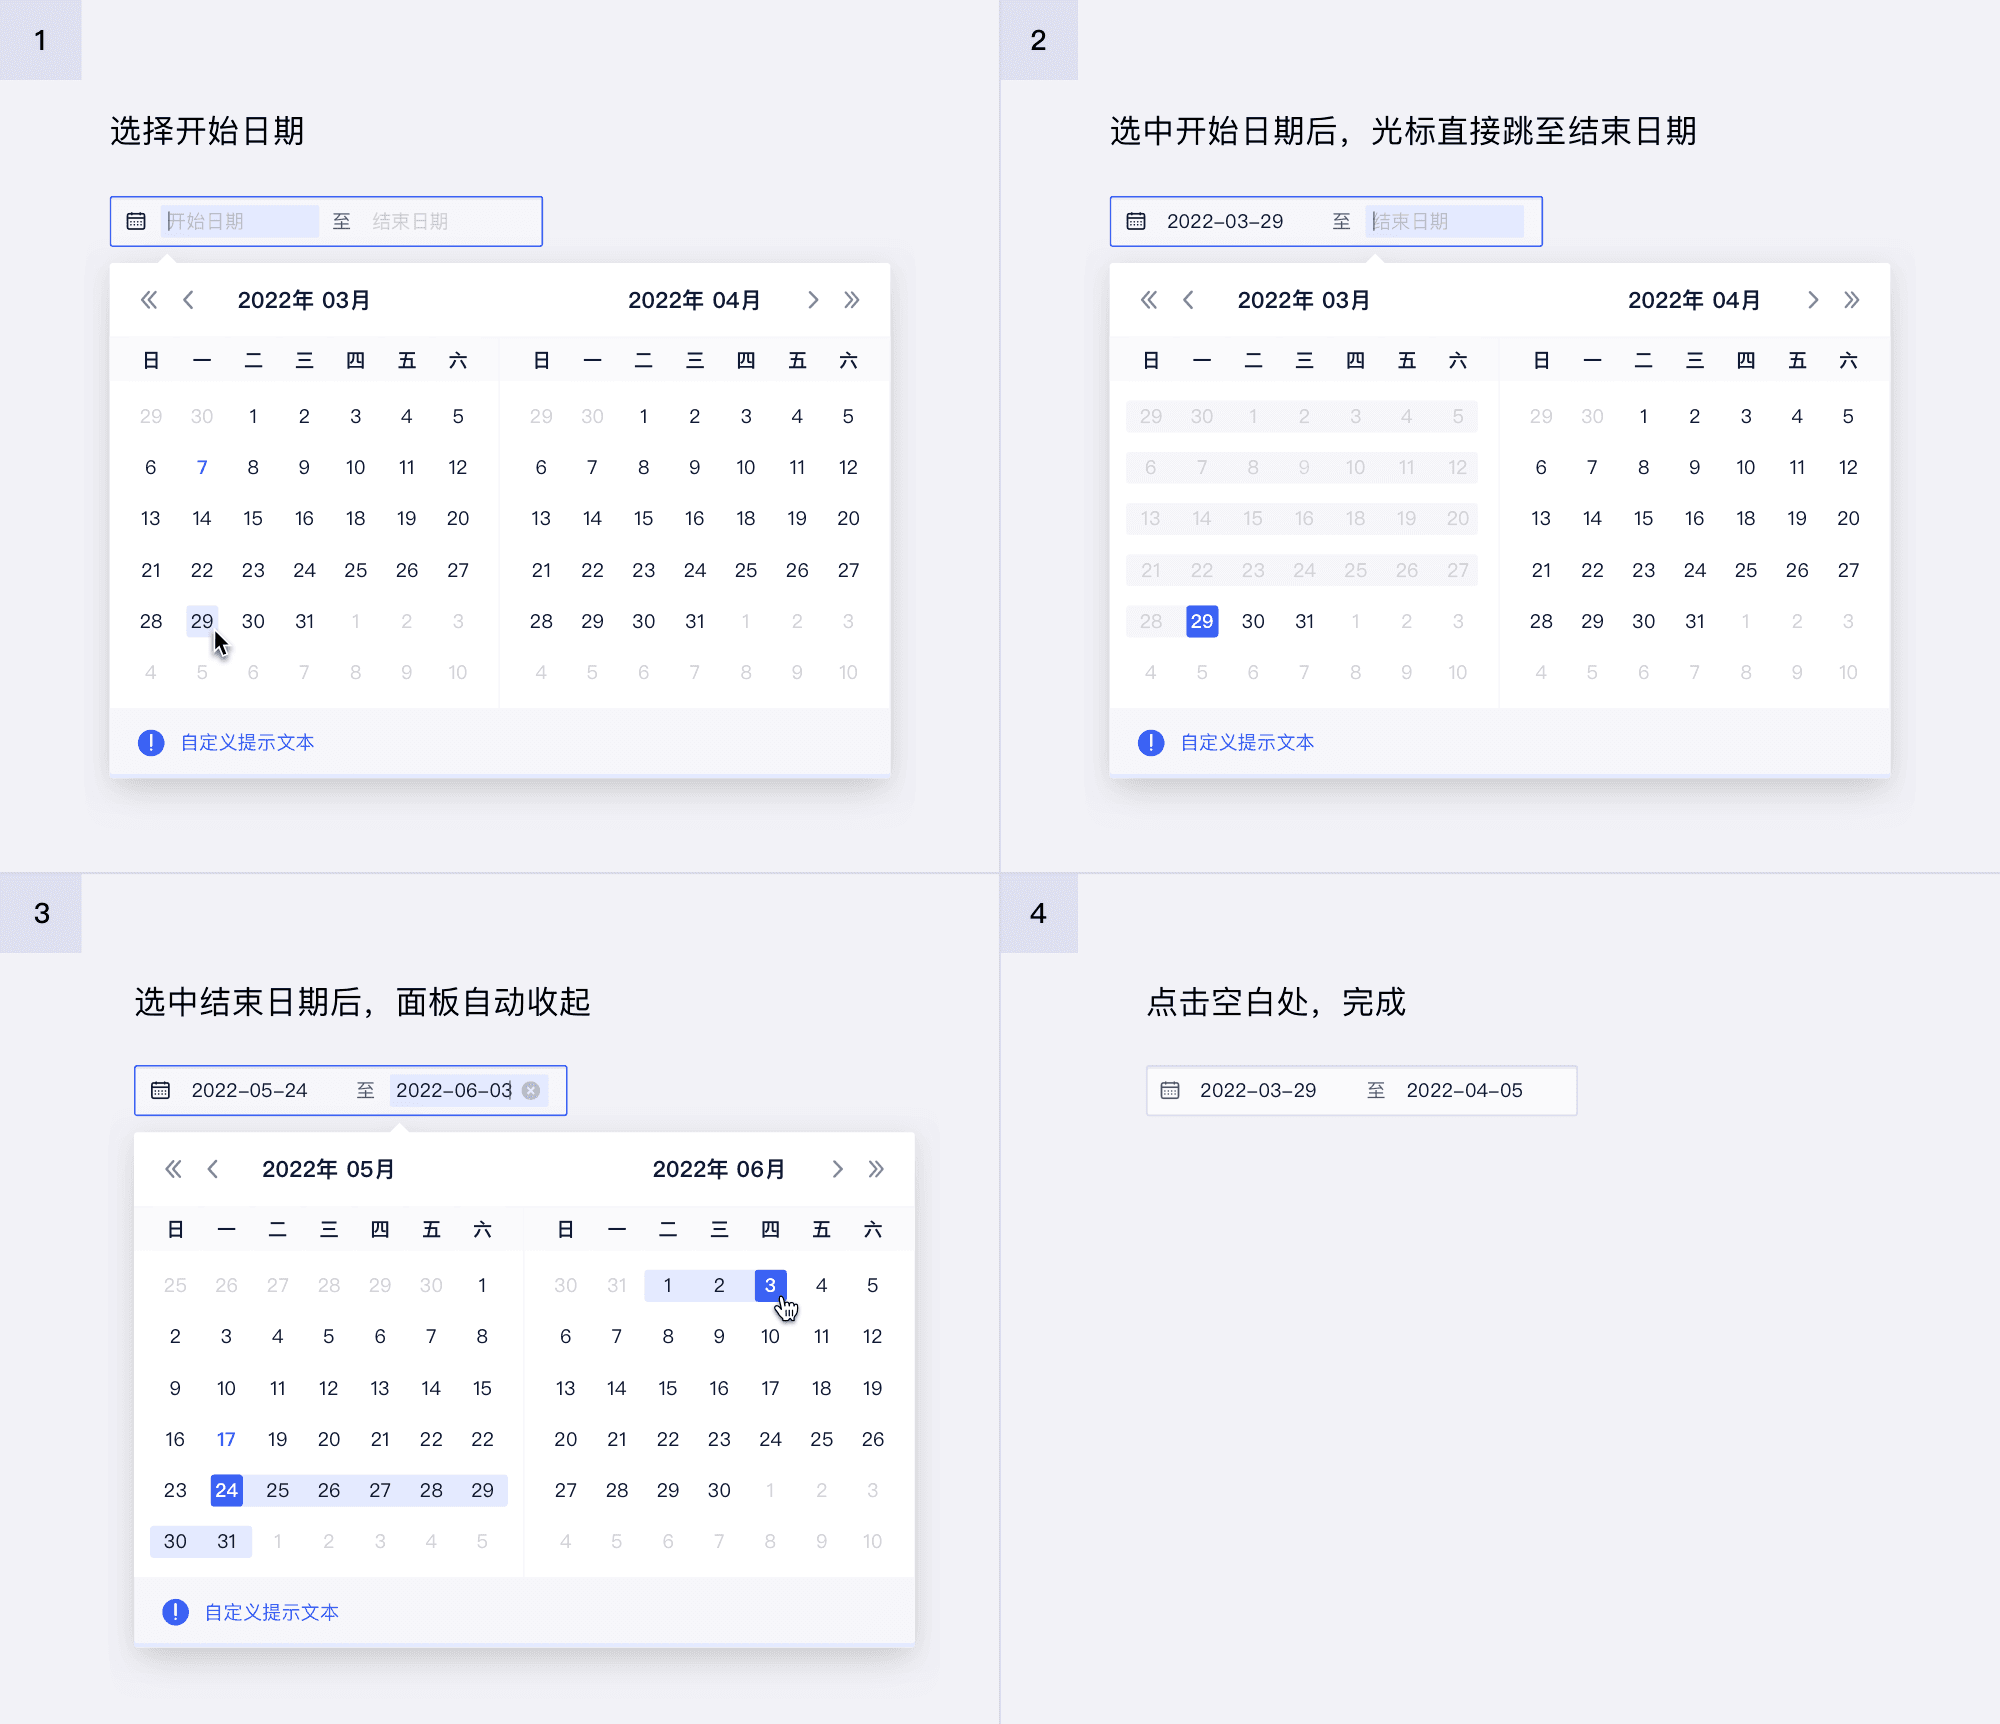 1
选择开始日期
开始日期 至 结束日期
2022年 03月 2022年 04月
日 一 二 三 四 五 六 日 一 二 三 四 五 六
29 30 1 2 3 4 5 29 30 1 2 3 4 5
6 7 8 9 10 11 12 6 7 8 9 10 11 12
13 14 15 16 18 19 20 13 14 15 16 18 19 20
21 22 23 24 25 26 27 21 22 23 24 25 26 27
28 29 30 31 1 2 3 28 29 30 31 1 2 3
4 5 6 7 8 9 10 4 5 6 7 8 9 10
自定义提示文本
2
选中开始日期后，光标直接跳至结束日期
2022-03-29 至 结束日期
2022年 03月 2022年 04月
日 一 二 三 四 五 六 日 一 二 三 四 五 六
29 30 1 2 3 4 5 29 30 1 2 3 4 5
6 7 8 9 10 11 12 6 7 8 9 10 11 12
13 14 15 16 18 19 20 13 14 15 16 18 19 20
21 22 23 24 25 26 27 21 22 23 24 25 26 27
28 29 30 31 1 2 3 28 29 30 31 1 2 3
4 5 6 7 8 9 10 4 5 6 7 8 9 10
自定义提示文本
3
选中结束日期后，面板自动收起
2022-05-24 至 2022-06-03
2022年 05月 2022年 06月
日 一 二 三 四 五 六 日 一 二 三 四 五 六
25 26 27 28 29 30 1 30 31 1 2 3 4 5
2 3 4 5 6 7 8 6 7 8 9 10 11 12
9 10 11 12 13 14 15 13 14 15 16 17 18 19
16 17 19 20 21 22 22 20 21 22 23 24 25 26
23 24 25 26 27 28 29 27 28 29 30 1 2 3
30 31 1 2 3 4 5 4 5 6 7 8 9 10
自定义提示文本
4
点击空白处，完成
2022-03-29 至 2022-04-05